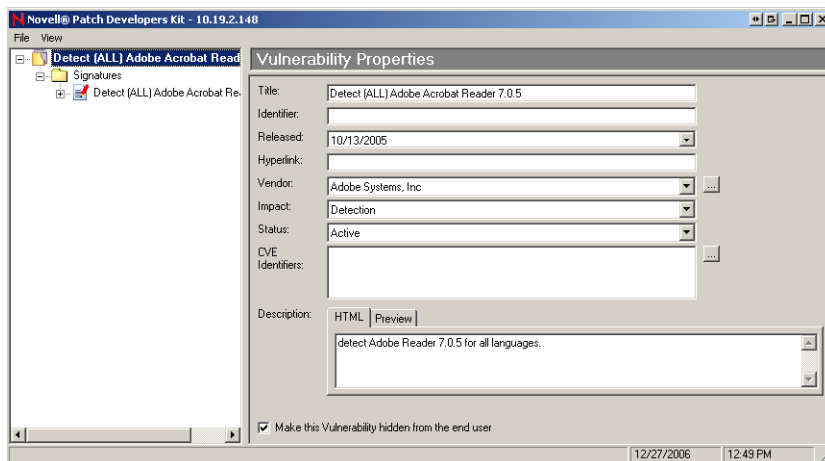 Novell® Patch Developers Kit - 10.19.2.148
File View
Detect (ALL) Adobe Acrobat Read
Signatures
Detect (ALL) Adobe Acrobat Re
Vulnerability Properties
Title: Detect (ALL) Adobe Acrobat Reader 7.0.5
Identifier:
Released: 10/13/2005
Hyperlink:
Vendor: Adobe Systems, Inc ...
Impact: Detection
Status: Active
CVE ...
Identifiers:
Description: HTML Preview
detect Adobe Reader 7.0.5 for all languages.
Make this Vulnerability hidden from the end user
12/27/2006 12:49 PM